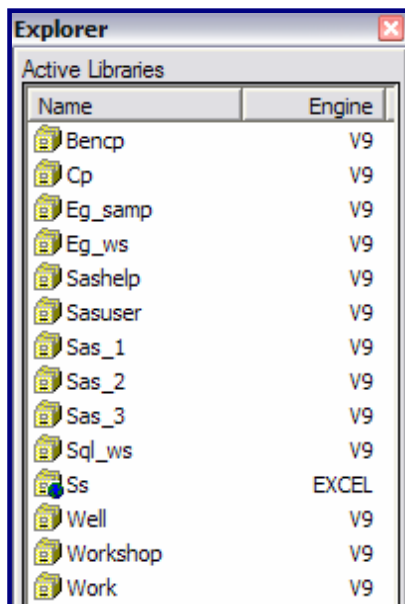 Explorer
Active Libraries
Name Engine
Bencp V9
Cp V9
Eg_samp V9
Eg_ws V9
Sashelp V9
Sasuser V9
Sas_1 V9
Sas_2 V9
Sas_3 V9
Sql_ws V9
Ss EXCEL
Well V9
Workshop V9
Work V9